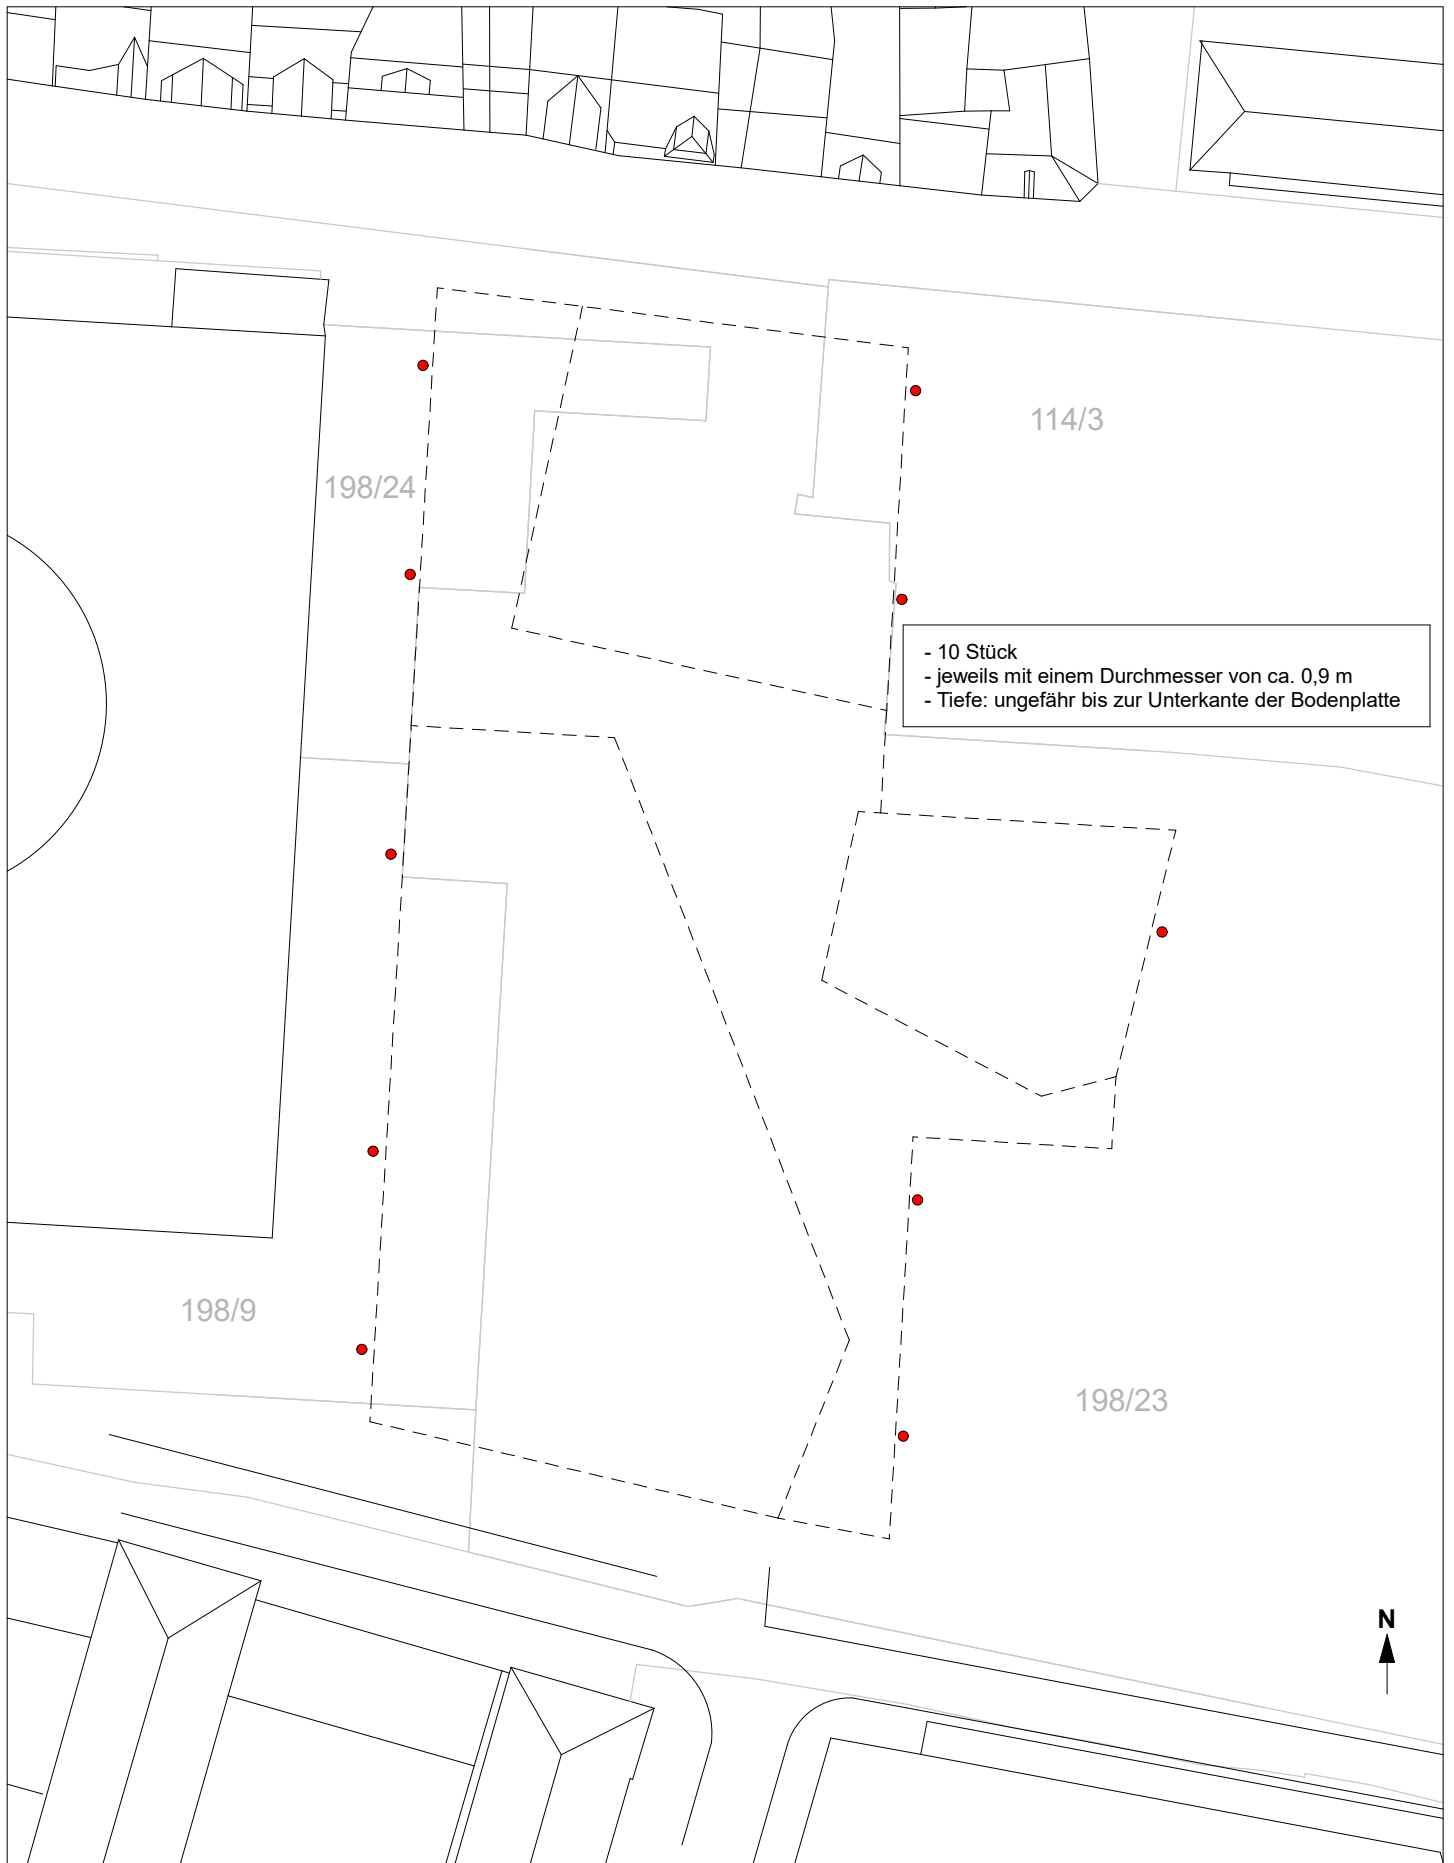 114/3
198/24
- 10 Stück
- jeweils mit einem Durchmesser von ca. 0,9 m
- Tiefe: ungefähr bis zur Unterkante der Bodenplatte
198/9
198/23
N